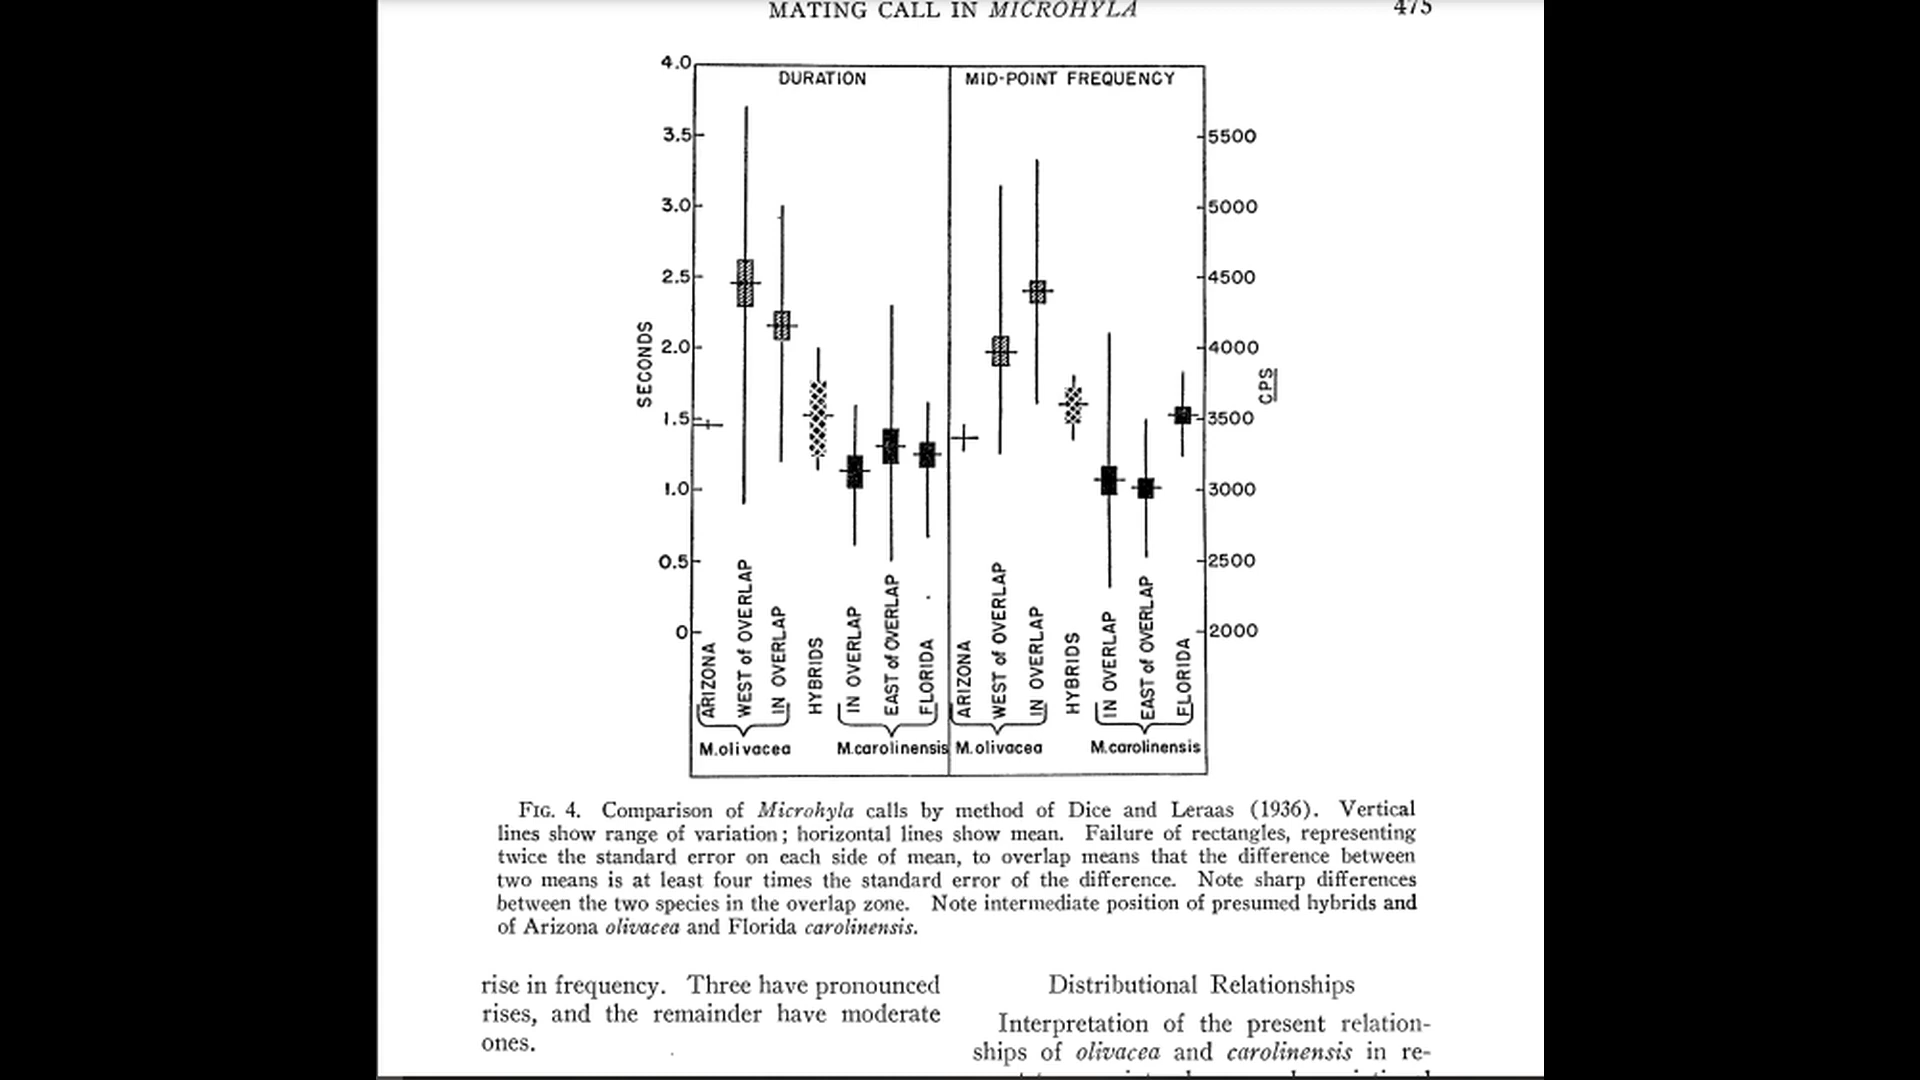 MATING CALL IN MICROHYLA 475
DURATION
MID-POINT FREQUENCY
4.0
3.5
3.0
2.5
2.0
1.5
1.0
0.5
0
SECONDS
5500
5000
4500
4000
3500
3000
2500
2000
CPS
ARIZONA
WEST of OVERLAP
IN OVERLAP
HYBRIDS
IN OVERLAP
EAST of OVERLAP
FLORIDA
ARIZONA
WEST of OVERLAP
IN OVERLAP
HYBRIDS
IN OVERLAP
EAST of OVERLAP
FLORIDA
M.olivacea
M.carolinensis
M.olivacea
M.carolinensis
FIG. 4. Comparison of Microhyla calls by method of Dice and Leraas (1936). Vertical
lines show range of variation; horizontal lines show mean. Failure of rectangles, representing
twice the standard error on each side of mean, to overlap means that the difference between
two means is at least four times the standard error of the difference. Note sharp differences
between the two species in the overlap zone. Note intermediate position of presumed hybrids and
of Arizona olivacea and Florida carolinensis.
rise in frequency. Three have pronounced
rises, and the remainder have moderate
ones.
Distributional Relationships
Interpretation of the present relation-
ships of olivacea and carolinensis in re-